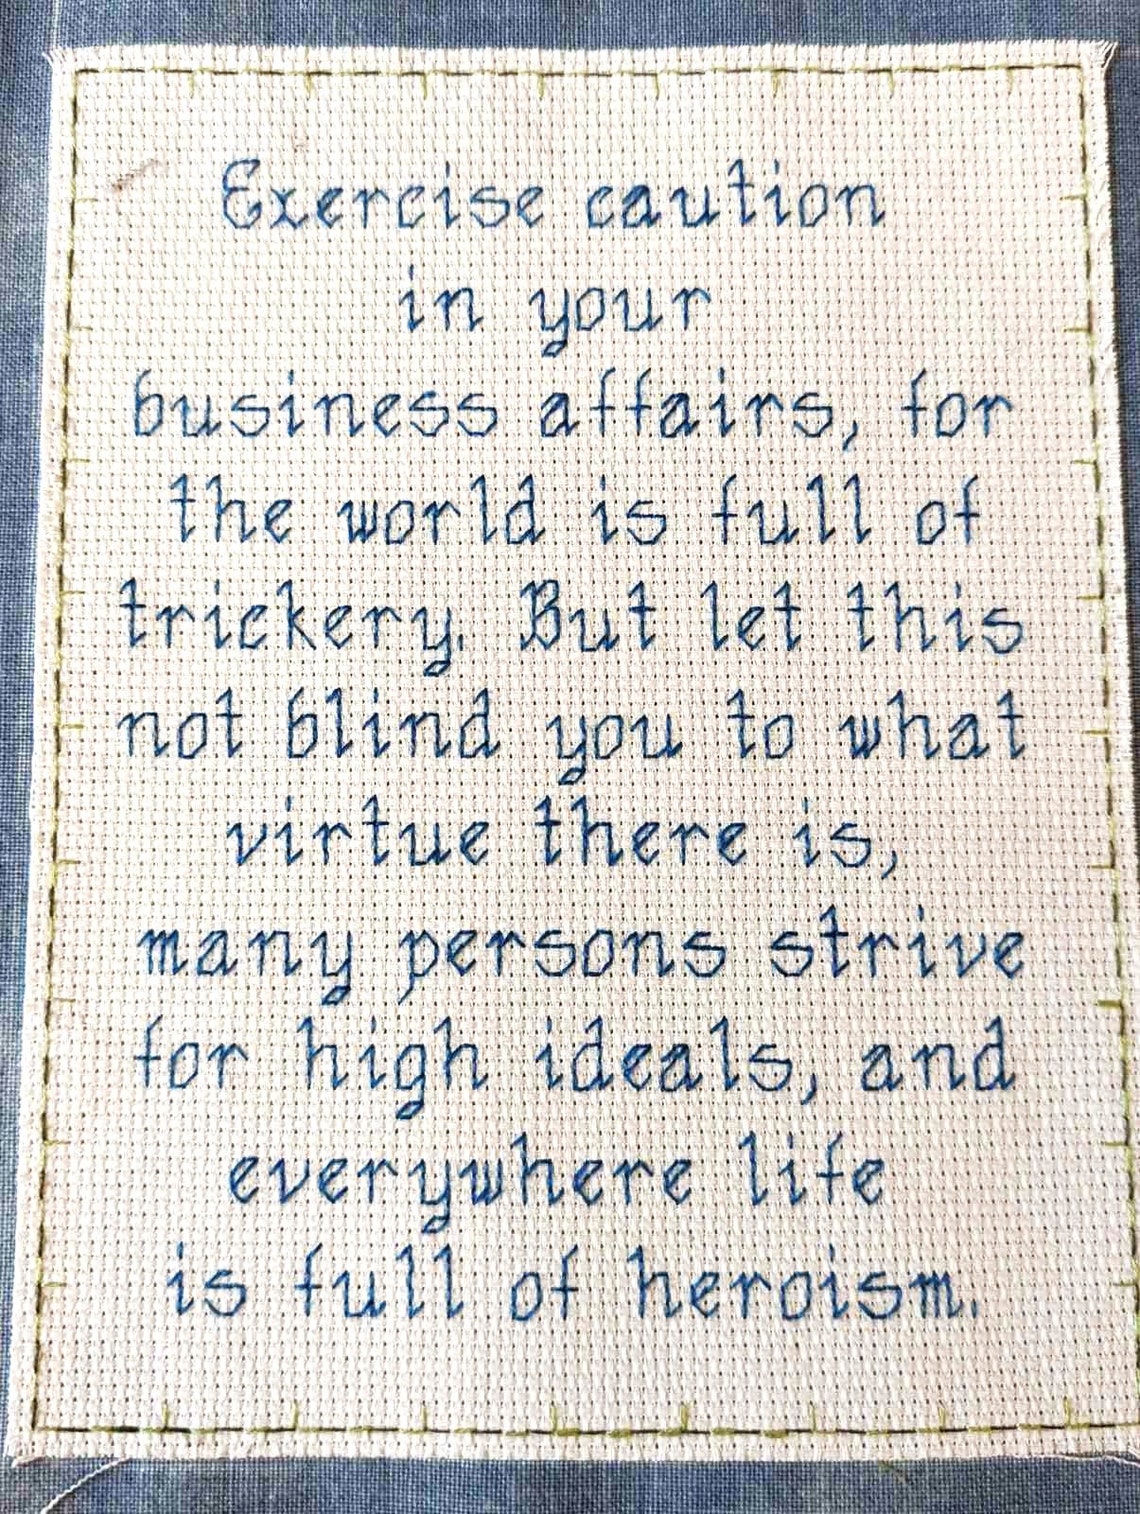 Exercise caution
in your
business affairs, for
the world is full of
trickery. But let this
not blind you to what
virtue there is,
many persons strive
for high ideals, and
everywhere life
is full of heroism.